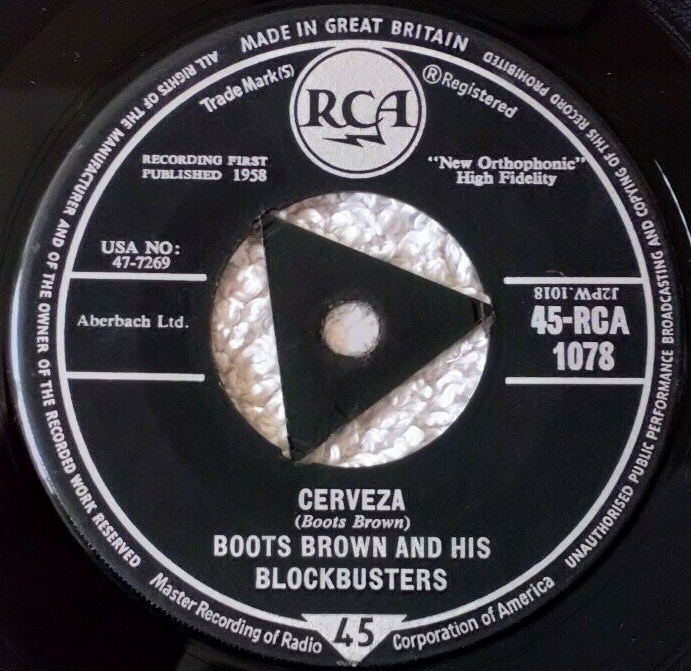 MADE IN GREAT BRITAIN
ALL RIGHTS OF THE MANUFACTURER AND OF THE OWNER OF THE RECORDED WORK RESERVED
UNAUTHORISED PUBLIC PERFORMANCE BROADCASTING AND COPYING OF THIS RECORD PROHIBITED
Trade Mark(S)
RCA
® Registered
RECORDING FIRST
PUBLISHED 1958
"New Orthophonic"
High Fidelity
USA NO:
47-7269
Aberbach Ltd.
J2PW.1018
45-RCA
1078
CERVEZA
(Boots Brown)
BOOTS BROWN AND HIS
BLOCKBUSTERS
Master Recording of Radio
45
Corporation of America